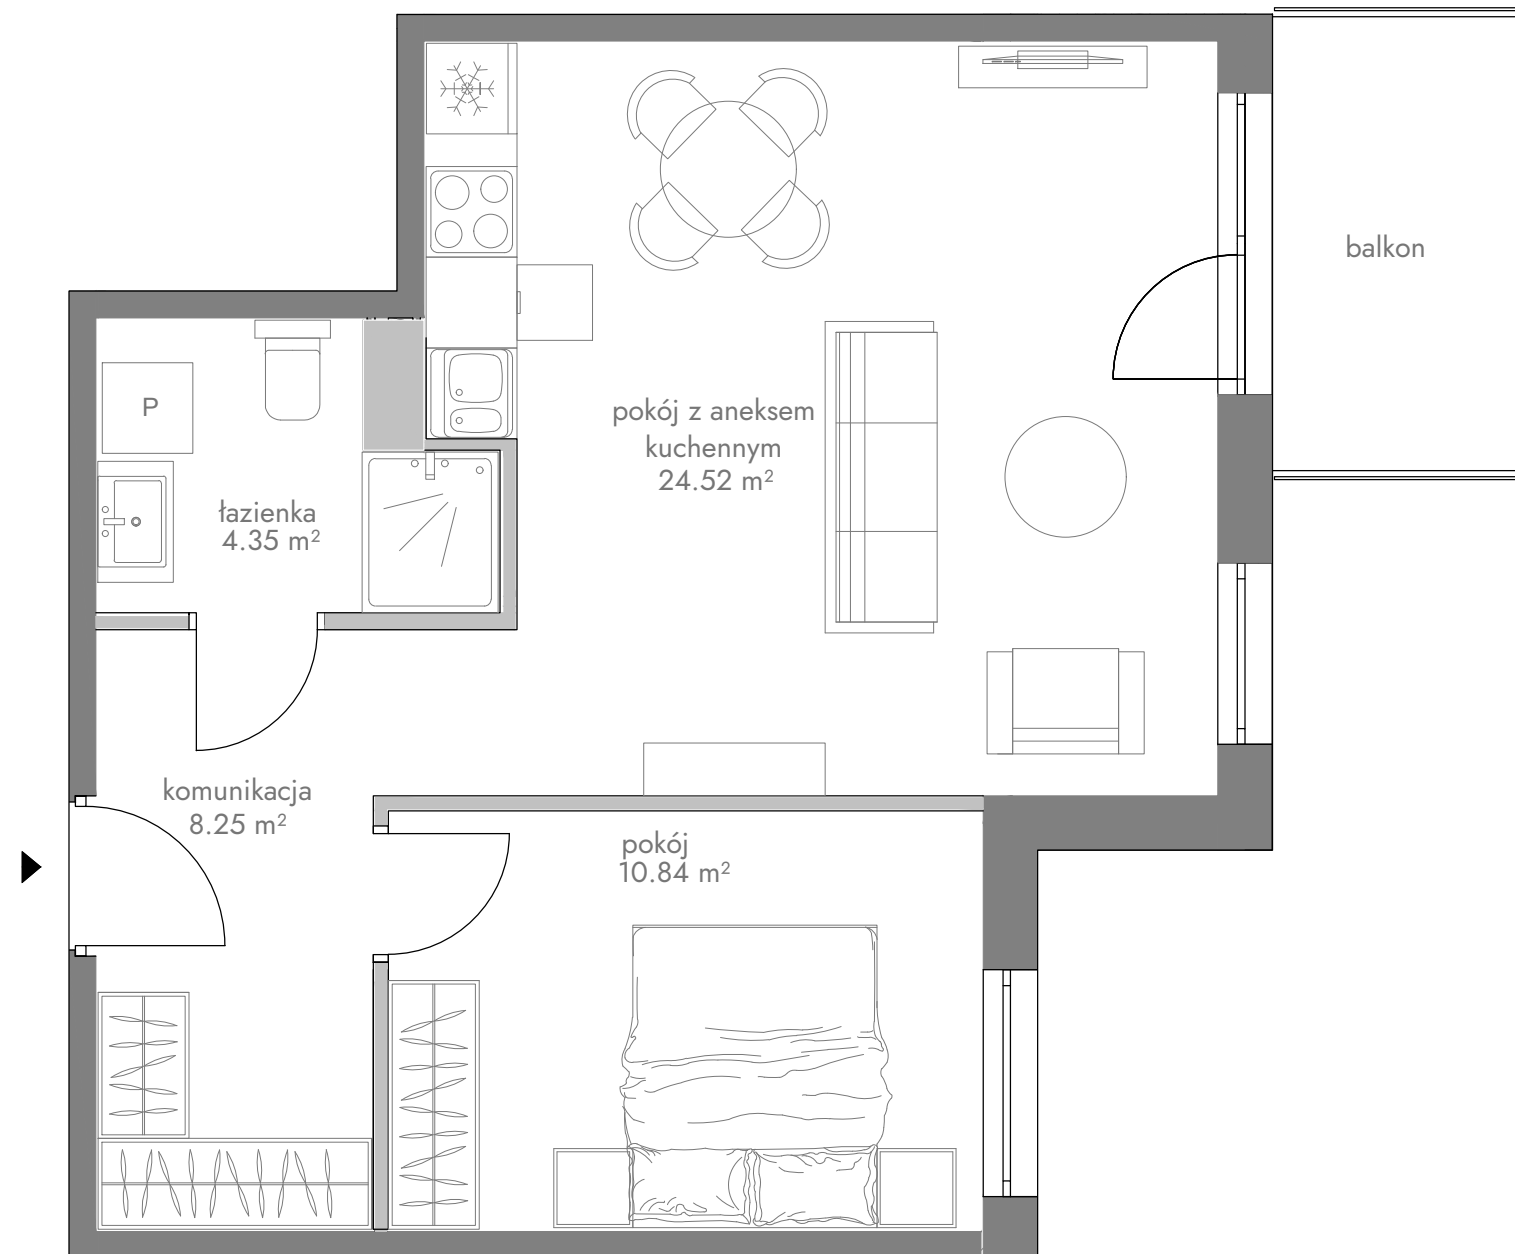 balkon
P
pokój z aneksem
kuchennym
24.52 m²
łazienka
4.35 m²
komunikacja
8.25 m²
pokój
10.84 m²